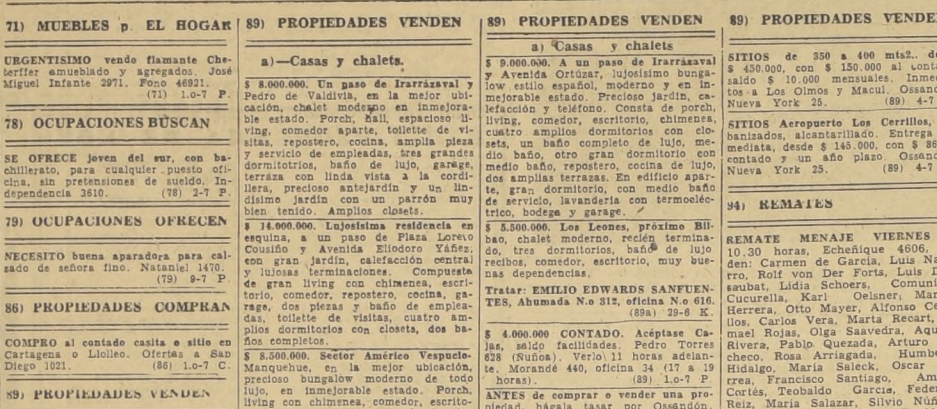 71) MUEBLES p. EL HOGAR
URGENTISIMO vendo flamante Che-
terffer amueblado y agregados. José
Miguel Infante 2971. Fono 46921.
(71) 1.o-7 P.
78) OCUPACIONES BUSCAN
SE OFRECE joven del sur, con ba-
chillerato, para cualquier puesto ofi-
cina, sin pretensiones de sueldo. In-
dependencia 3610. (78) 2-7 P.
79) OCUPACIONES OFRECEN
NECESITO buena aparadora para cal-
zado de señora fino. Nataniel 1470.
(79) 9-7 P
86) PROPIEDADES COMPRAN
COMPRO al contado casita o sitio en
Cartagena o Llolleo. Ofertas a San
Diego 1021. (86) 1.o-7 C.
89) PROPIEDADES VENDEN
89) PROPIEDADES VENDEN
a)—Casas y chalets.
$ 8.000.000. Un paso de Irarrázaval y
Pedro de Valdivia, en la mejor ubi-
cación, chalet moderno en inmejora-
ble estado. Porch, hall, espacioso li-
ving, comedor aparte, toilette de vi-
sitas, repostero, cocina, amplia pieza
y servicio de empleadas, tres grandes
dormitotrios, baño de lujo, garage,
terraza con linda vista a la cordi-
llera, precioso antejardín y un lin-
dísimo jardín con un parrón muy
bien tenido. Amplios closets.
$ 14.000.000. Lujosísima residencia en
esquina, a un paso de Plaza Loreto
Cousiño y Avenida Eliodoro Yáñez,
con gran jardín, calefacción central
y lujosas terminaciones. Compuesta
de gran living con chimenea, escri-
torio, comedor, repostero, cocina, ga-
rage, dos piezas y baño de emplea-
das, toilette de visitas, cuatro am-
plios dormitorios con closets, dos ba-
ños completos.
$ 8.500.000. Sector Américo Vespucio-
Manquehue, en la mejor ubicación,
precioso bungalow moderno de todo
lujo, en inmejorable estado. Porch,
living con chimenea, comedor, escrito-
89) PROPIEDADES VENDEN
a) Casas y chalets
$ 9.000.000. A un paso de Irarrázaval
y Avenida Ortúzar, lujosísimo bunga-
low estilo español, moderno y en in-
mejorable estado. Precioso jardín, ca-
lefacción y teléfono. Consta de porch,
living, comedor, escritorio, chimenea,
cuatro amplios dormitorios con clo-
sets, un baño completo de lujo, me-
dio baño, otro gran dormitorio con
medio baño, repostero, cocina de lujo,
dos amplias terrazas. En edificio apar-
te, gran dormitorio, con medio baño
de servicio, lavandería con termoeléc-
trico, bodega y garage.
$ 5.500.000. Los Leones, próximo Bil-
bao, chalet moderno, recién termina-
do, tres dormitorios, baño de lujo
recibos, comedor, escritorio, muy bue-
nas dependencias.
Tratar: EMILIO EDWARDS SANFUEN-
TES, Ahumada N.o 312, oficina N.o 616.
(89a) 29-6 K.
$ 4.000.000 CONTADO. Acéptase Ca-
jas, saldo facilidades. Pedro Torres
628 (Ñuñoa). Verlo 11 horas adelan-
te. Morandé 440, oficina 34 (17 a 19
horas). (89) 1.o-7 P
ANTES de comprar o vender una pro-
piedad, hágala tasar por Ossandón,
89) PROPIEDADES VENDE
SITIOS de 350 a 400 mts2. d
$ 450.000, con $ 150.000 al cont
saldo $ 10.000 mensuales. Inme
tos a Los Olmos y Macul. Ossan
Nueva York 25. (89) 4-7
SITIOS Aeropuerto Los Cerrillos,
banizados, alcantarillado. Entrega
mediata, desde $ 145.000, con $ 86
contado y un año plazo. Ossan
Nueva York 25. (89) 4-7
94) REMATES
REMATE MENAJE VIERNES
10.30 horas, Echeñique 4606,
den: Carmen de García, Luis Na
rro, Rolf von Der Forts, Luis D
saubat, Lidia Schoers, Comuni
Cucurella, Karl Oeisner, Mar
Herrera, Otto Mayer, Alfonso Ce
llos, Carlos Vera, Marta Recart,
mael Rojas, Olga Saavedra, Aqu
Rivera, Pablo Quezada, Arturo
checo, Rosa Arriagada, Humbe
Hidalgo, María Saleck, Oscar
rrea, Francisco Santiago, Am
Cortés, Teobaldo García, Feder
Reiz, María Salazar, Silvio Núñ